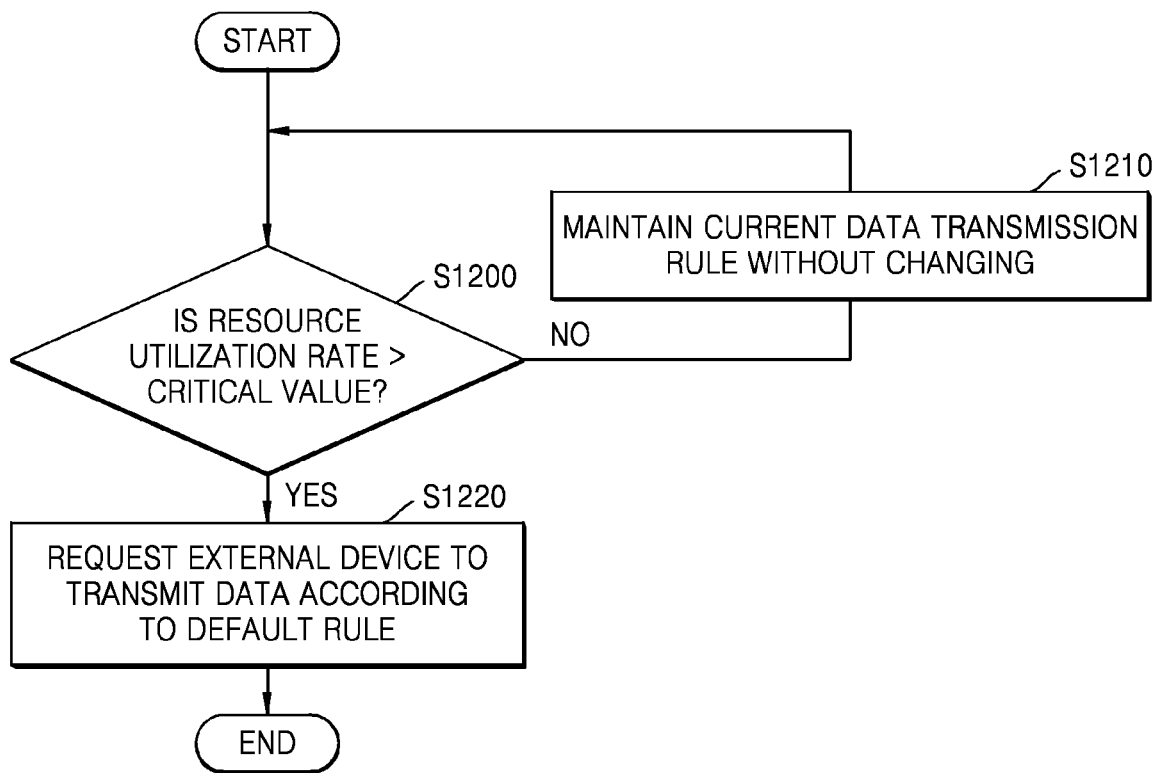 START
S1210
MAINTAIN CURRENT DATA TRANSMISSION
RULE WITHOUT CHANGING
S1200
IS RESOURCE
UTILIZATION RATE >
CRITICAL VALUE?
NO
YES
S1220
REQUEST EXTERNAL DEVICE TO
TRANSMIT DATA ACCORDING
TO DEFAULT RULE
END